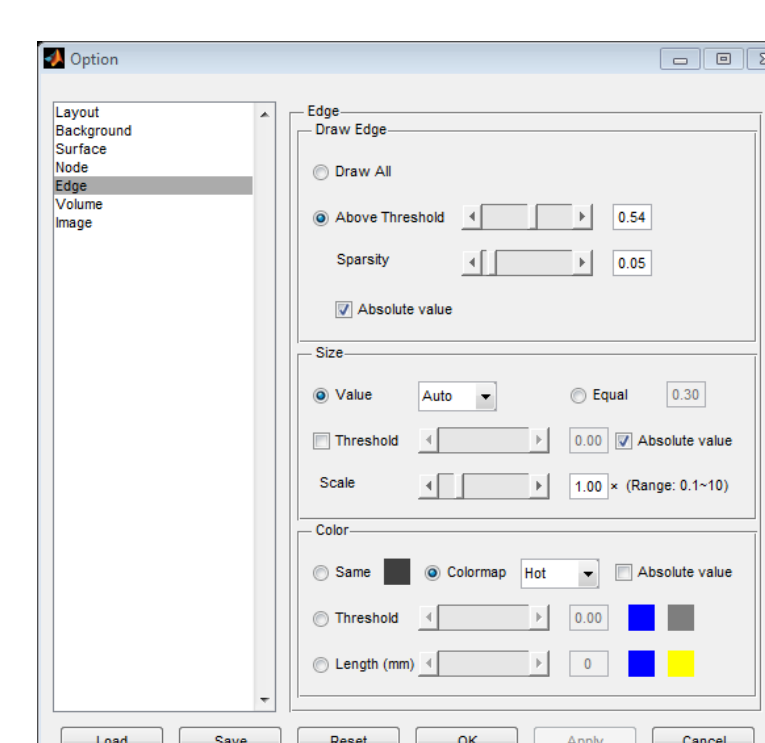 Option
Layout
Background
Surface
Node
Edge
Volume
Image
Edge
Draw Edge
Draw All
Above Threshold 0.54
Sparsity 0.05
Absolute value
Size
Value Auto Equal 0.30
Threshold 0.00 Absolute value
Scale 1.00 × (Range: 0.1~10)
Color
Same Colormap Hot Absolute value
Threshold 0.00
Length (mm) 0
Load Save Reset OK Apply Cancel